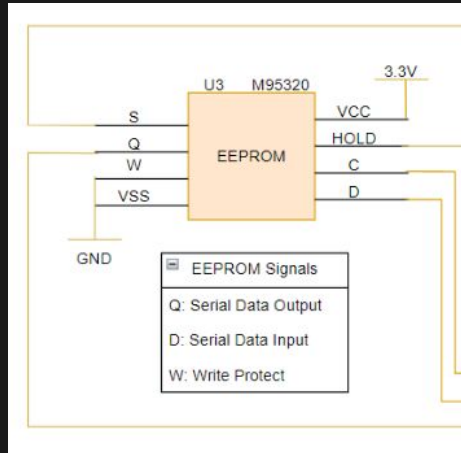 3.3V
U3 M95320
S
VCC
Q
HOLD
W
EEPROM
C
VSS
D
GND
EEPROM Signals
Q: Serial Data Output
D: Serial Data Input
W: Write Protect